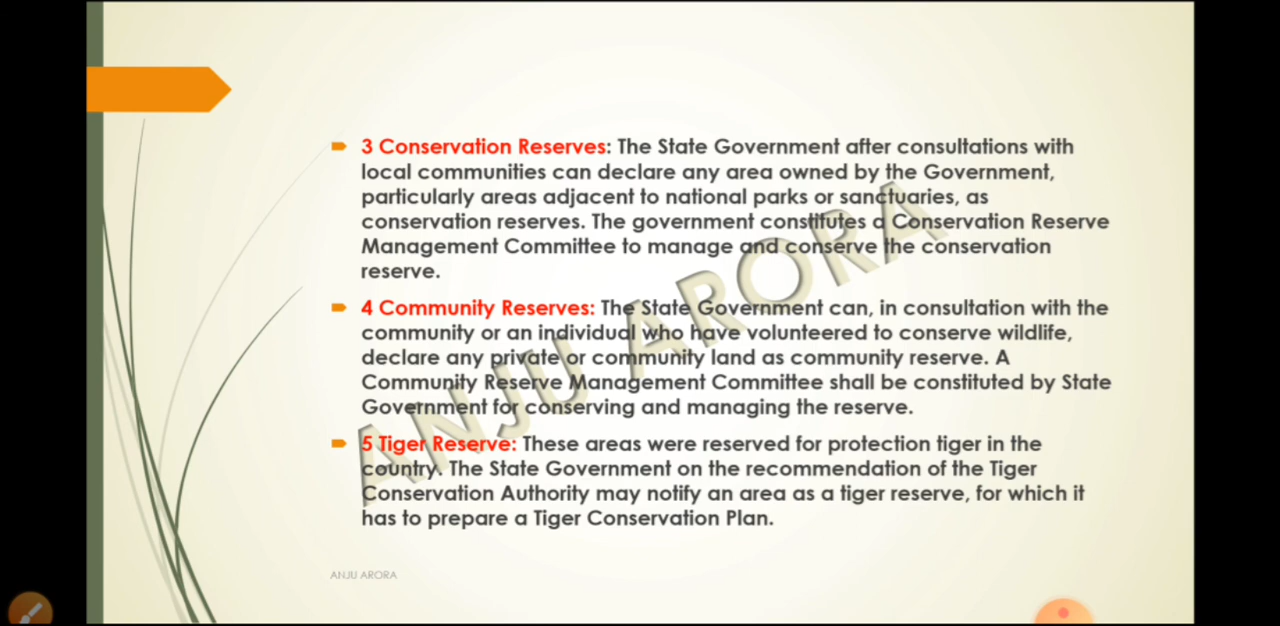 3 Conservation Reserves: The State Government after consultations with
local communities can declare any area owned by the Government,
particularly areas adjacent to national parks or sanctuaries, as
conservation reserves. The government constitutes a Conservation Reserve
Management Committee to manage and conserve the conservation
reserve.
4 Community Reserves: The State Government can, in consultation with the
community or an individual who have volunteered to conserve wildlife,
declare any private or community land as community reserve. A
Community Reserve Management Committee shall be constituted by State
Government for conserving and managing the reserve.
5 Tiger Reserve: These areas were reserved for protection tiger in the
country. The State Government on the recommendation of the Tiger
Conservation Authority may notify an area as a tiger reserve, for which it
has to prepare a Tiger Conservation Plan.
ANJU ARORA
ANJU ARORA